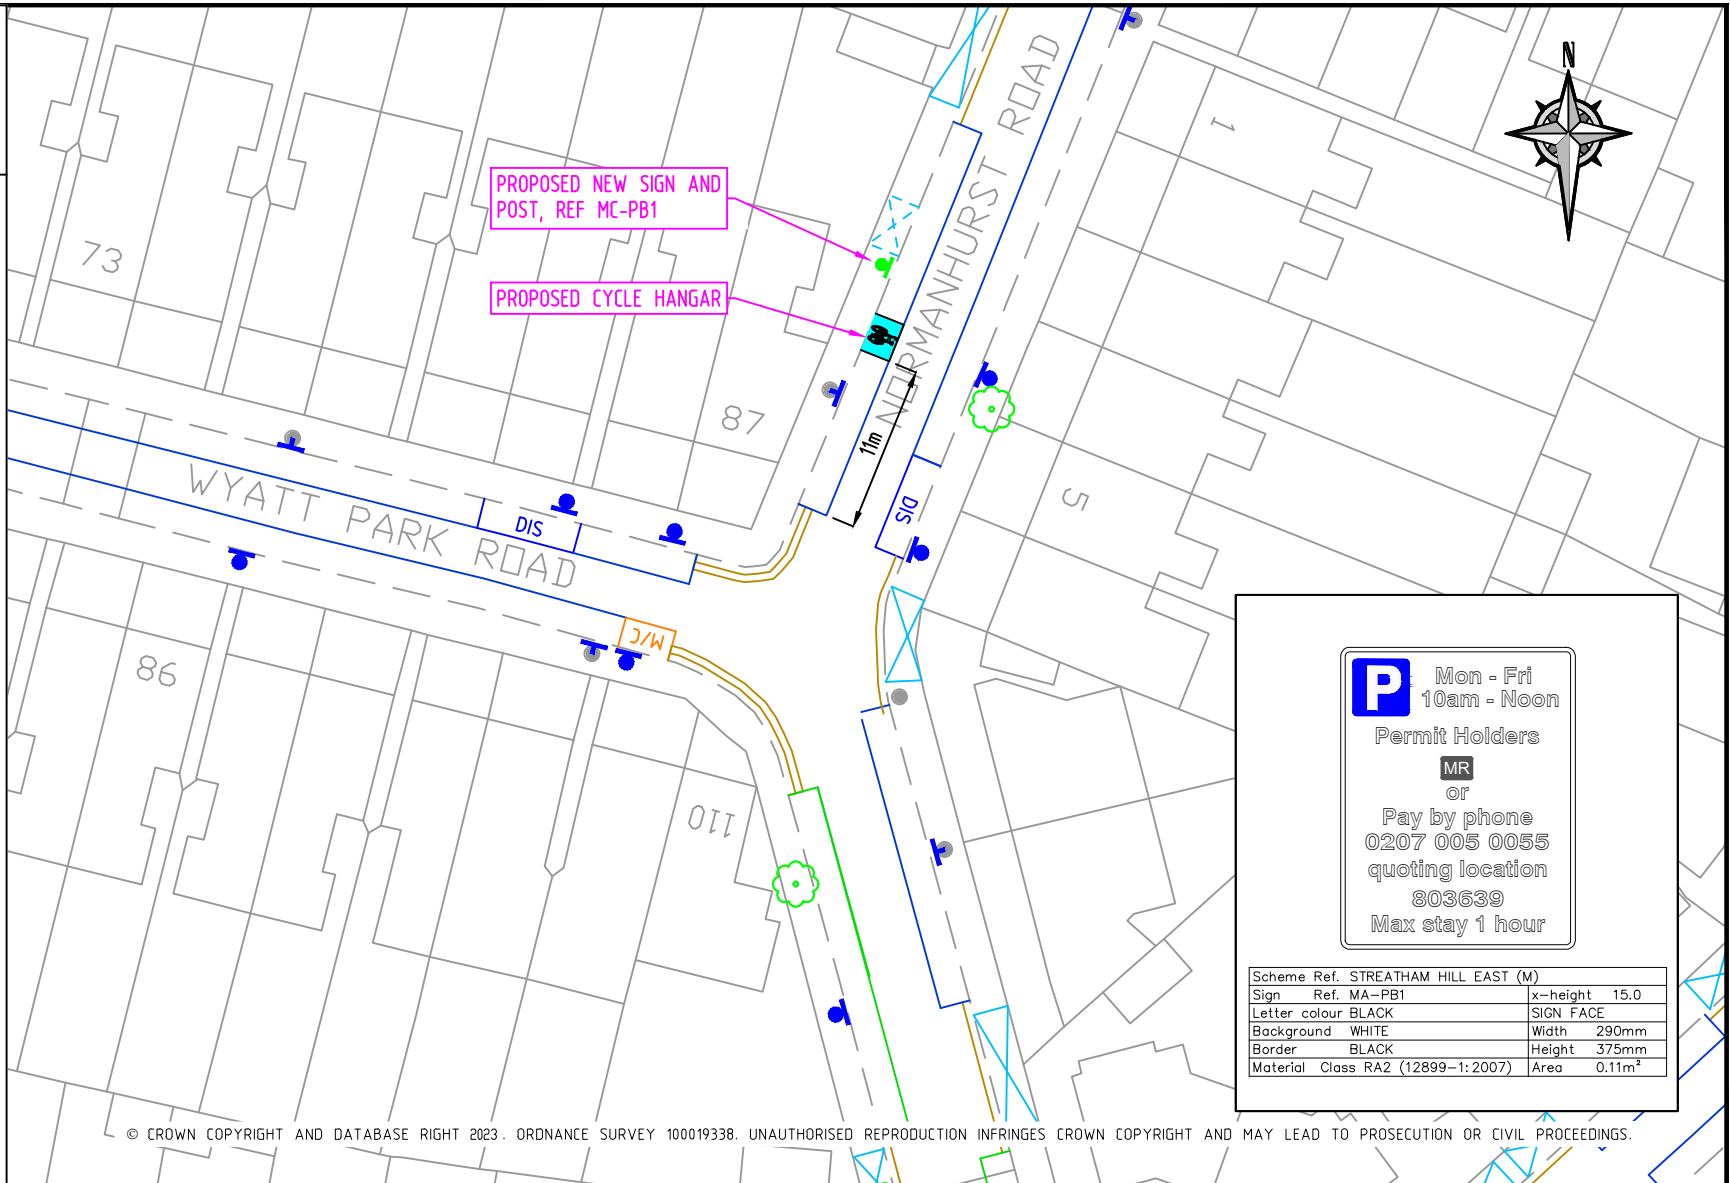 N
NORMANHURST ROAD
1
PROPOSED NEW SIGN AND
POST, REF MC-PB1
73
PROPOSED CYCLE HANGAR
87
11m
5
WYATT PARK ROAD
DIS
DIS
M/C
86
110
P
Mon - Fri
10am - Noon
Permit Holders
MR
or
Pay by phone
0207 005 0055
quoting location
803639
Max stay 1 hour
Scheme Ref. STREATHAM HILL EAST (M)
Sign Ref. MA-PB1 x-height 15.0
Letter colour BLACK SIGN FACE
Background WHITE Width 290mm
Border BLACK Height 375mm
Material Class RA2 (12899-1:2007) Area 0.11m²
© CROWN COPYRIGHT AND DATABASE RIGHT 2023. ORDNANCE SURVEY 100019338. UNAUTHORISED REPRODUCTION INFRINGES CROWN COPYRIGHT AND MAY LEAD TO PROSECUTION OR CIVIL PROCEEDINGS.